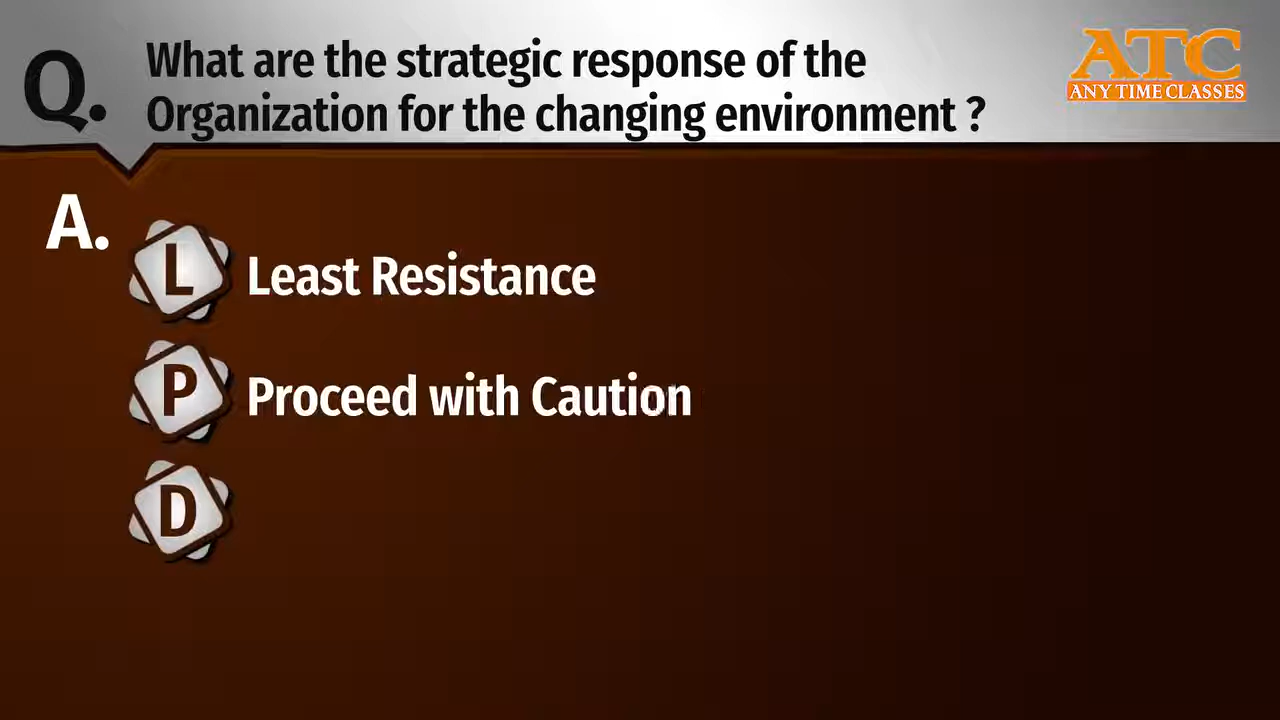 Q.
What are the strategic response of the
Organization for the changing environment ?
ATC
ANY TIME CLASSES
A.
L Least Resistance
P Proceed with Caution
D